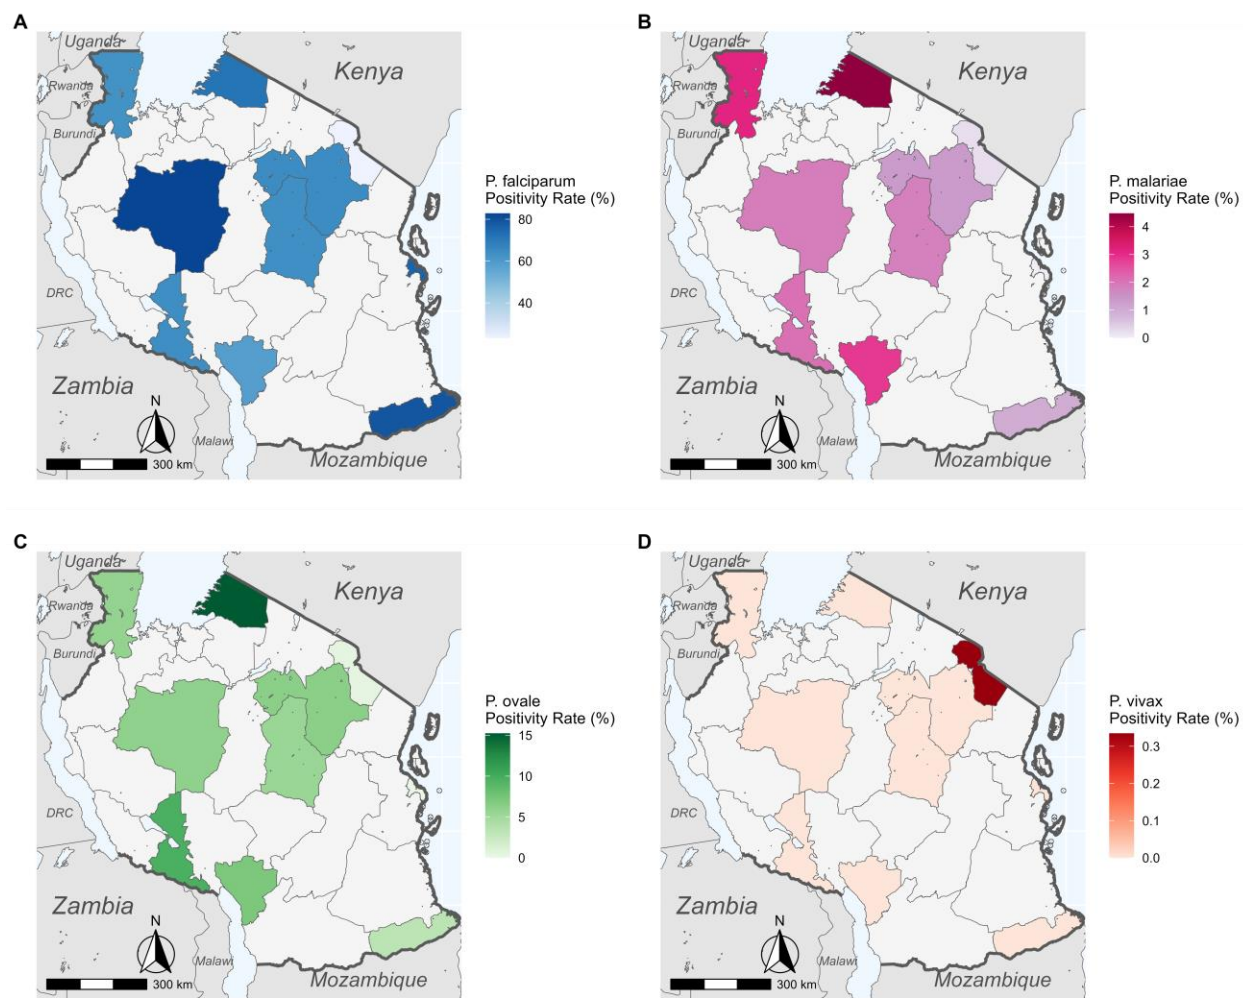 A
Uganda
Kenya
Rwanda
Burundi
DRC
Zambia
N
Malawi
Mozambique
300 km
P. falciparum
Positivity Rate (%)
80
60
40
B
Uganda
Kenya
Rwanda
Burundi
DRC
Zambia
N
Malawi
Mozambique
300 km
P. malariae
Positivity Rate (%)
4
3
2
1
0
C
Uganda
Kenya
Rwanda
Burundi
DRC
Zambia
N
Malawi
Mozambique
300 km
P. ovale
Positivity Rate (%)
15
10
5
0
D
Uganda
Kenya
Rwanda
Burundi
DRC
Zambia
N
Malawi
Mozambique
300 km
P. vivax
Positivity Rate (%)
0.3
0.2
0.1
0.0